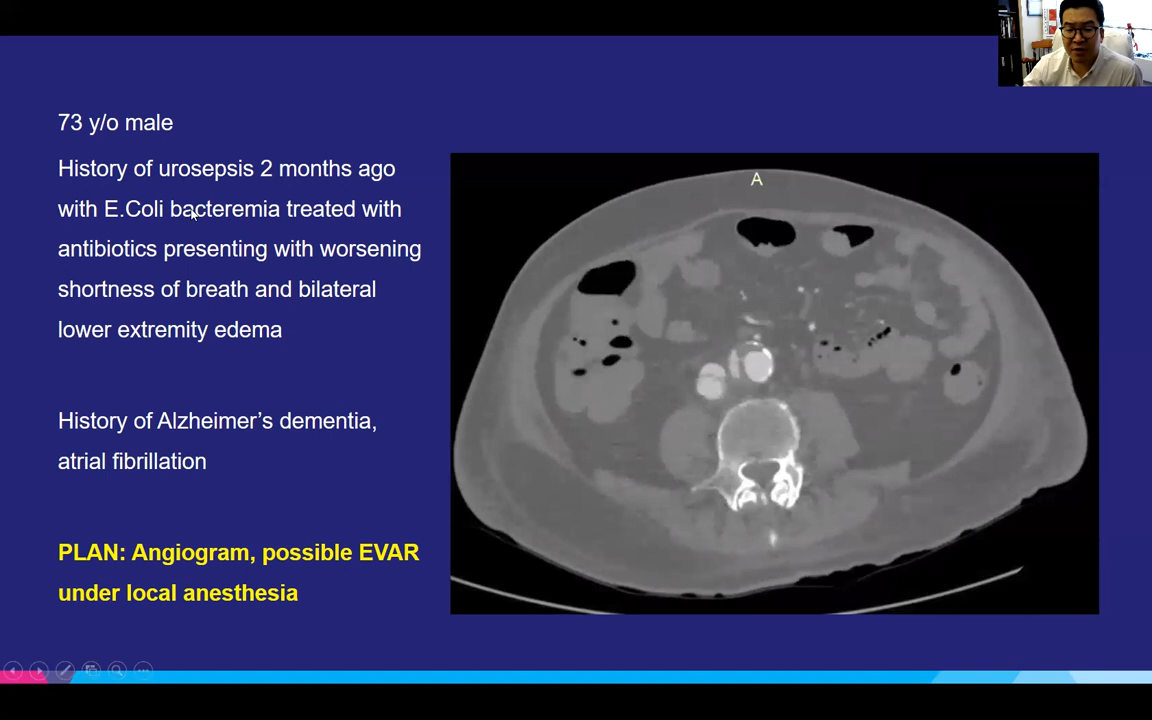 73 y/o male
History of urosepsis 2 months ago
with E.Coli bacteremia treated with
antibiotics presenting with worsening
shortness of breath and bilateral
lower extremity edema
History of Alzheimer’s dementia,
atrial fibrillation
PLAN: Angiogram, possible EVAR
under local anesthesia
A